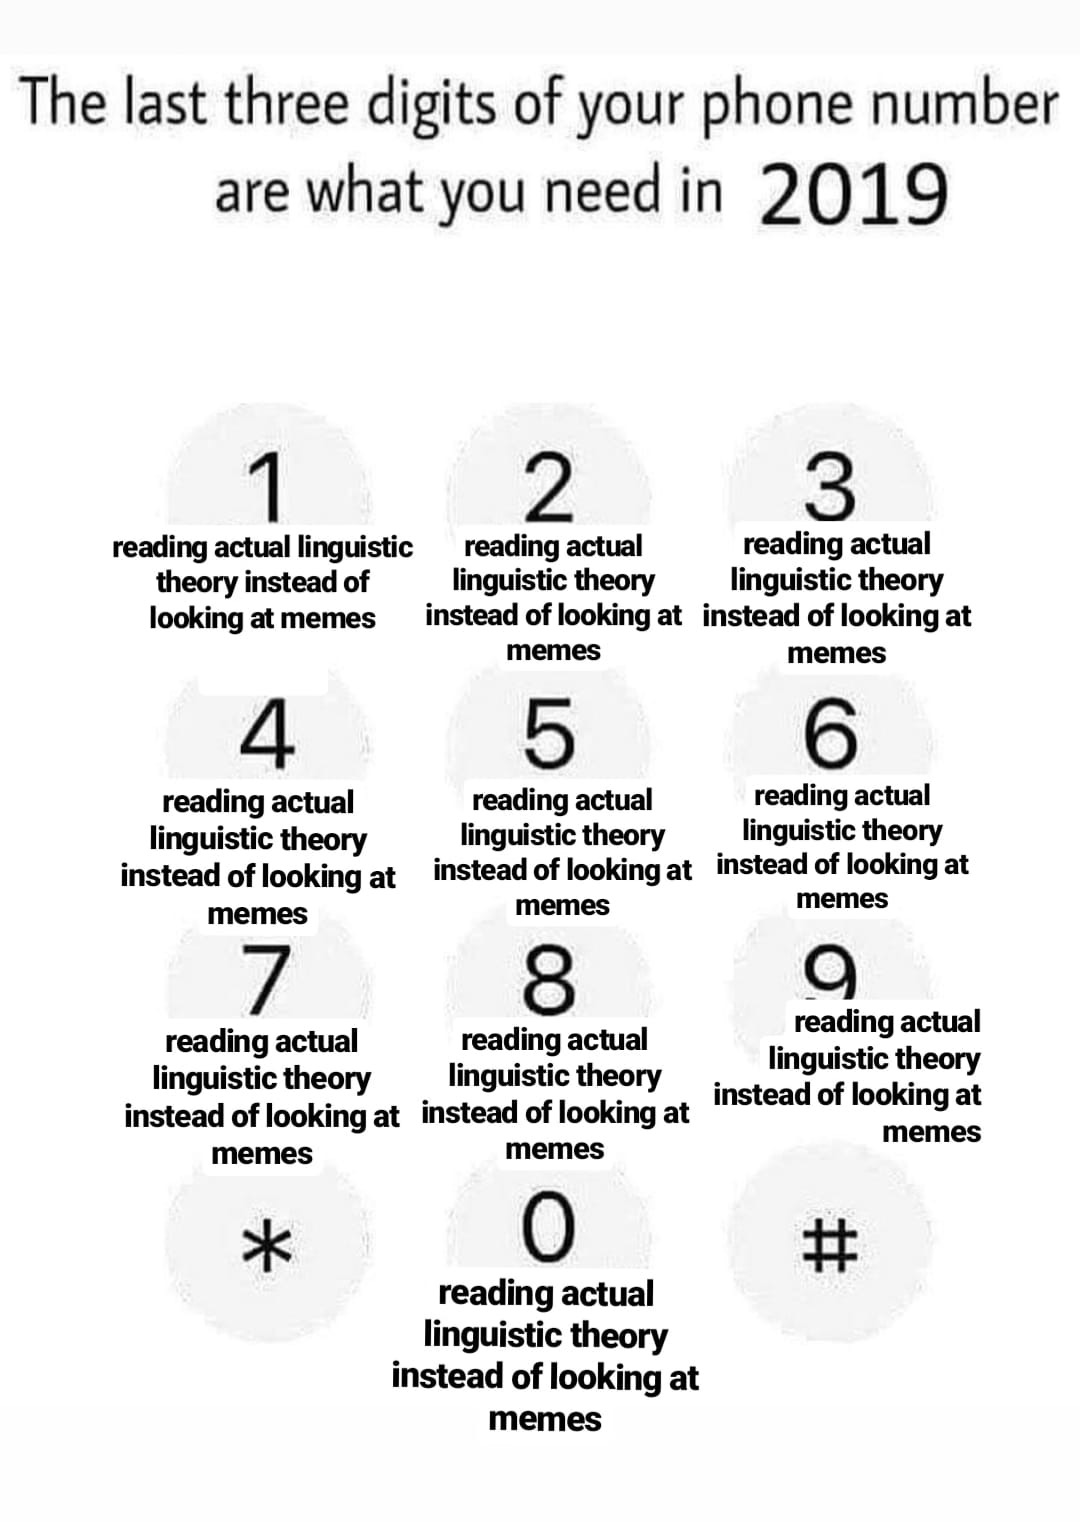 The last three digits of your phone number
are what you need in 2019
1
reading actual linguistic
theory instead of
looking at memes
2
reading actual
linguistic theory
instead of looking at
memes
3
reading actual
linguistic theory
instead of looking at
memes
4
reading actual
linguistic theory
instead of looking at
memes
5
reading actual
linguistic theory
instead of looking at
memes
6
reading actual
linguistic theory
instead of looking at
memes
7
reading actual
linguistic theory
instead of looking at
memes
8
reading actual
linguistic theory
instead of looking at
memes
9
reading actual
linguistic theory
instead of looking at
memes
*
0
reading actual
linguistic theory
instead of looking at
memes
#